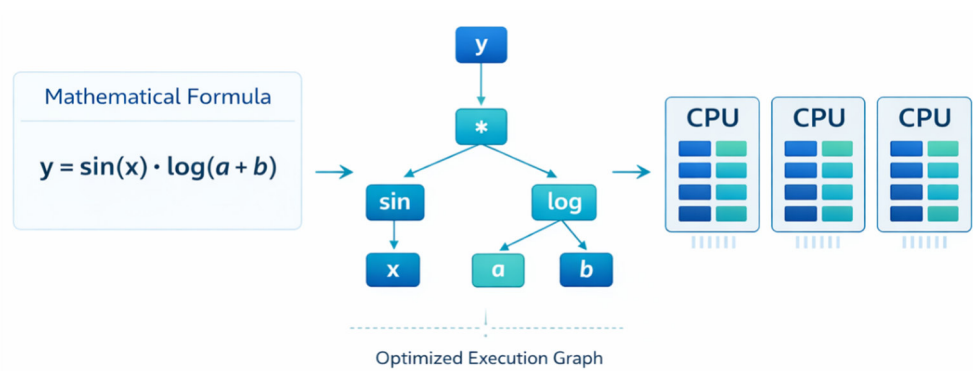 Mathematical Formula
y = sin(x) · log(a + b)
y
*
sin
log
x
a
b
CPU
CPU
CPU
Optimized Execution Graph